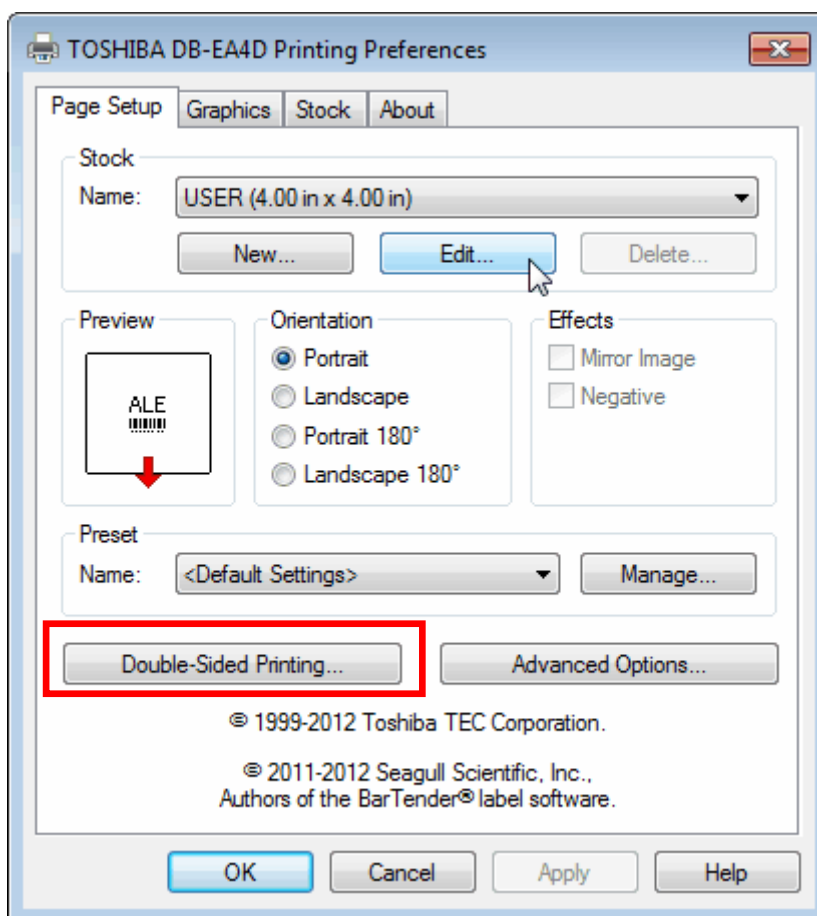 TOSHIBA DB-EA4D Printing Preferences
Page Setup Graphics Stock About
Stock
Name: USER (4.00 in x 4.00 in)
New... Edit... Delete...
Preview Orientation Effects
ALE
Portrait
Landscape
Portrait 180°
Landscape 180°
Mirror Image
Negative
Preset
Name: <Default Settings> Manage...
Double-Sided Printing... Advanced Options...
© 1999-2012 Toshiba TEC Corporation.
© 2011-2012 Seagull Scientific, Inc.,
Authors of the BarTender® label software.
OK Cancel Apply Help